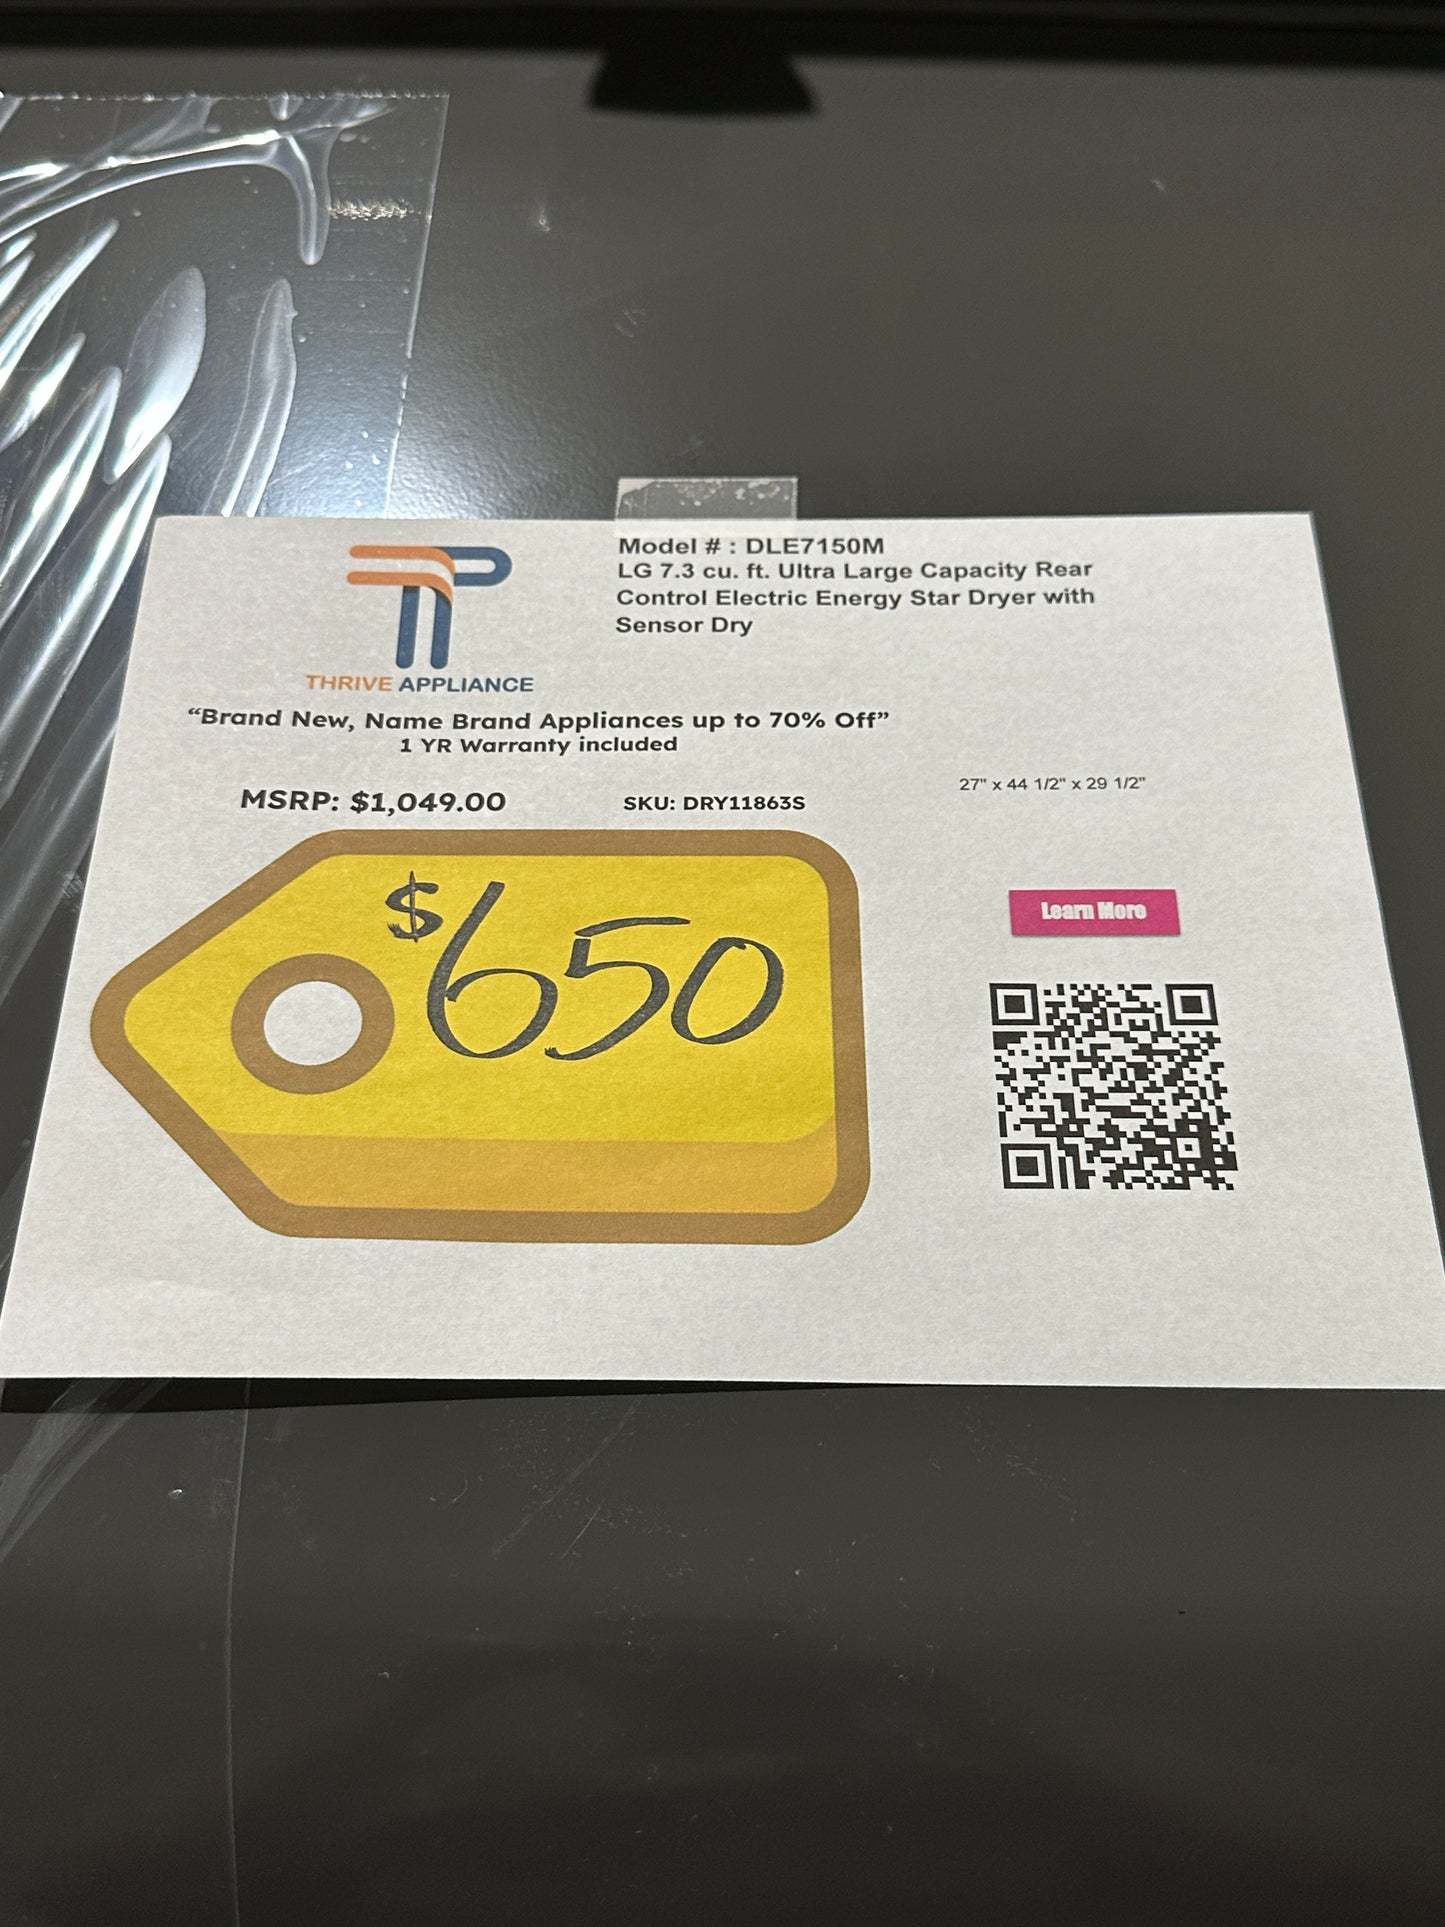 Model # : DLE7150M
LG 7.3 cu. ft. Ultra Large Capacity Rear
Control Electric Energy Star Dryer with
Sensor Dry
THRIVE APPLIANCE
“Brand New, Name Brand Appliances up to 70% Off”
1 YR Warranty included
MSRP: $1,049.00
SKU: DRY11863S
27" x 44 1/2" x 29 1/2"
$650
Learn More